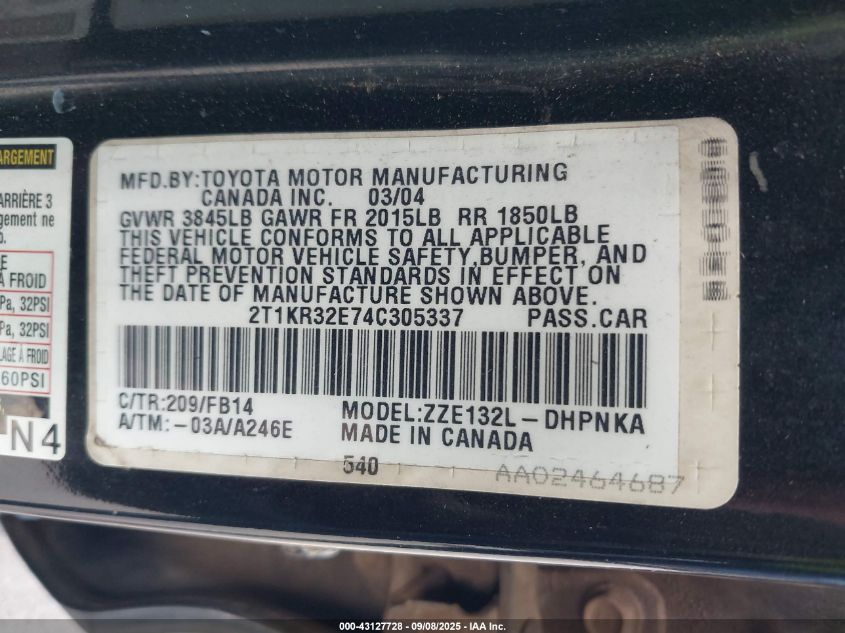 ARGEMENT
ARRIÈRE 3
gement ne
A FROID
Pa, 32PSI
Pa, 32PSI
LAGE À FROID
60PSI
-N4
MFD.BY:TOYOTA MOTOR MANUFACTURING
CANADA INC. 03/04
GVWR 3845LB GAWR FR 2015LB RR 1850LB
THIS VEHICLE CONFORMS TO ALL APPLICABLE
FEDERAL MOTOR VEHICLE SAFETY,BUMPER, AND
THEFT PREVENTION STANDARDS IN EFFECT ON
THE DATE OF MANUFACTURE SHOWN ABOVE.
2T1KR32E74C305337 PASS.CAR
C/TR:209/FB14 MODEL:ZZE132L-DHPNKA
A/TM:-03A/A246E MADE IN CANADA
540
AA02464687
000-43127728 - 09/08/2025 - IAA Inc.